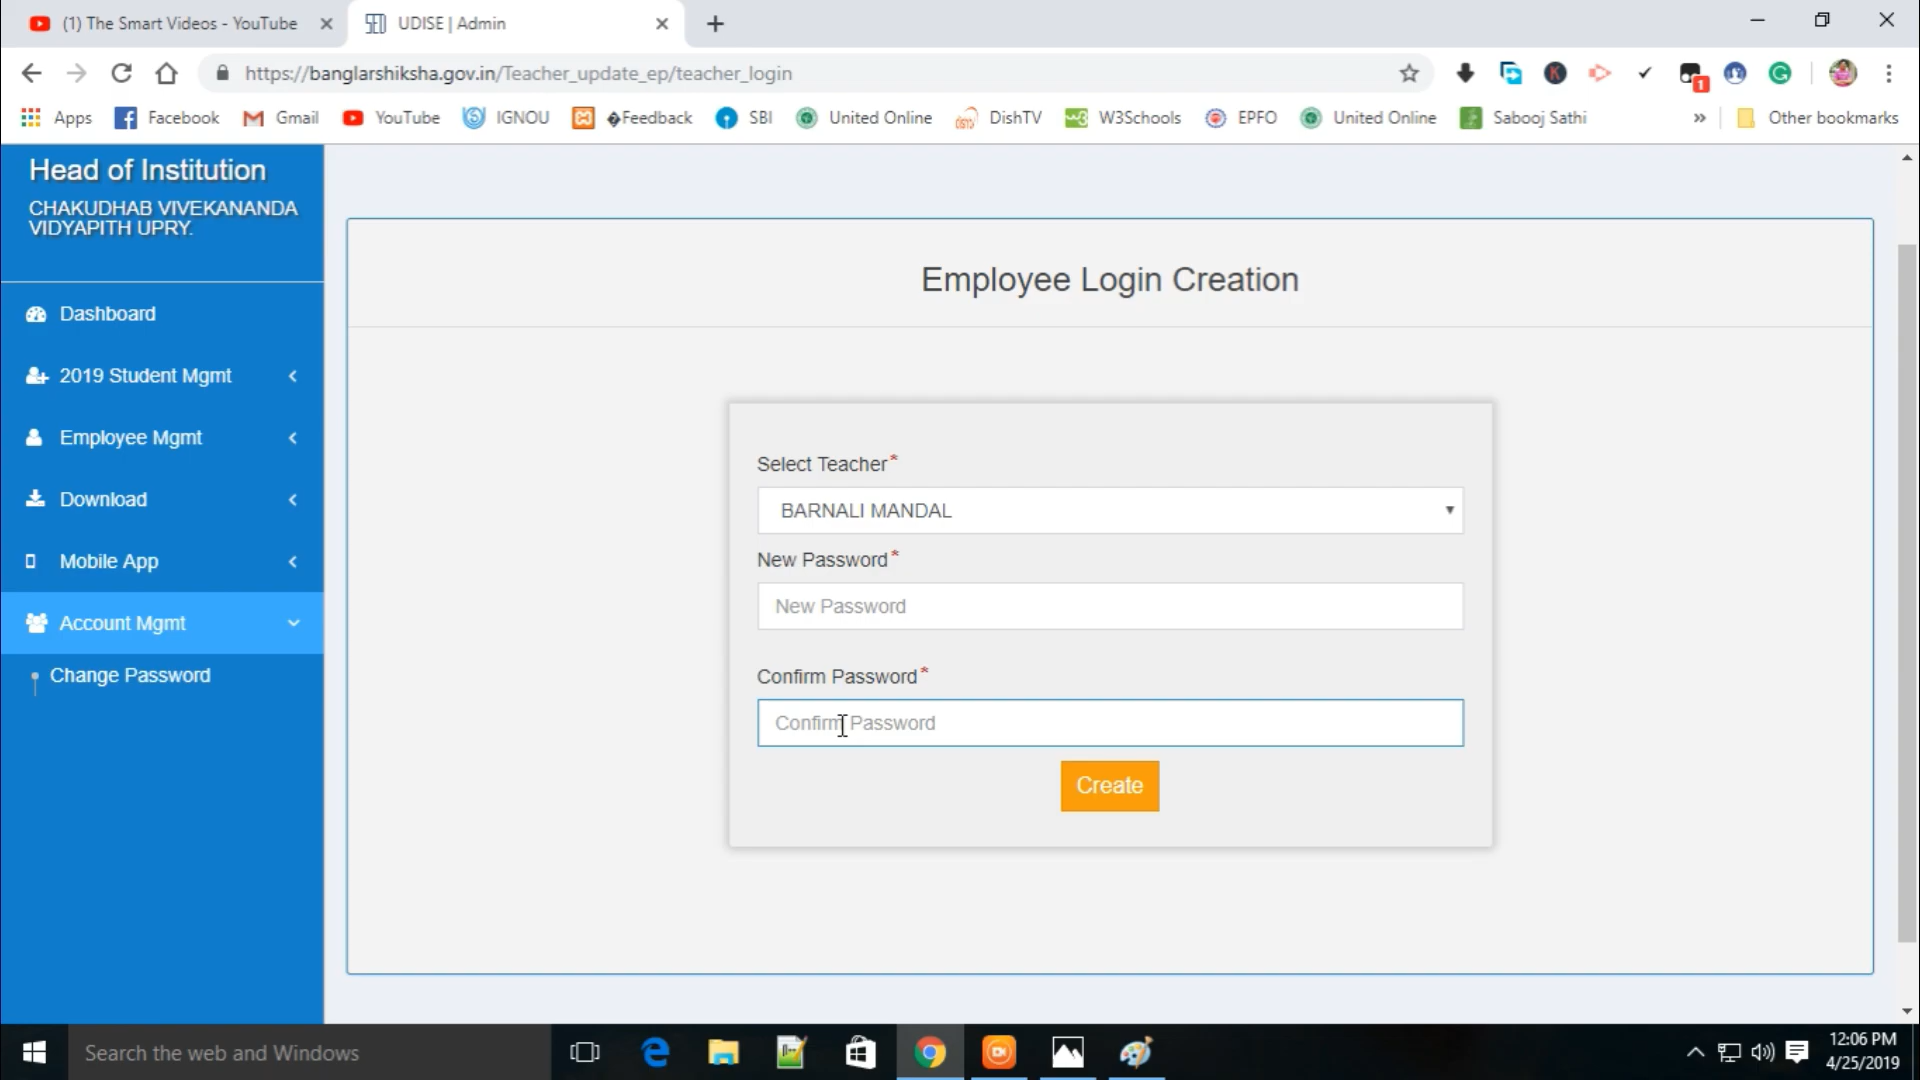 (1) The Smart Videos - YouTube
UDISE | Admin
https://banglarshiksha.gov.in/Teacher_update_ep/teacher_login
1
Apps Facebook Gmail YouTube IGNOU �Feedback SBI United Online DishTV W3Schools EPFO United Online Sabooj Sathi » Other bookmarks
Head of Institution
CHAKUDHAB VIVEKANANDA
VIDYAPITH UPRY.
Dashboard
2019 Student Mgmt
Employee Mgmt
Download
Mobile App
Account Mgmt
Change Password
Employee Login Creation
Select Teacher*
BARNALI MANDAL
New Password*
New Password
Confirm Password*
Confirm Password
Create
Search the web and Windows
12:06 PM
4/25/2019